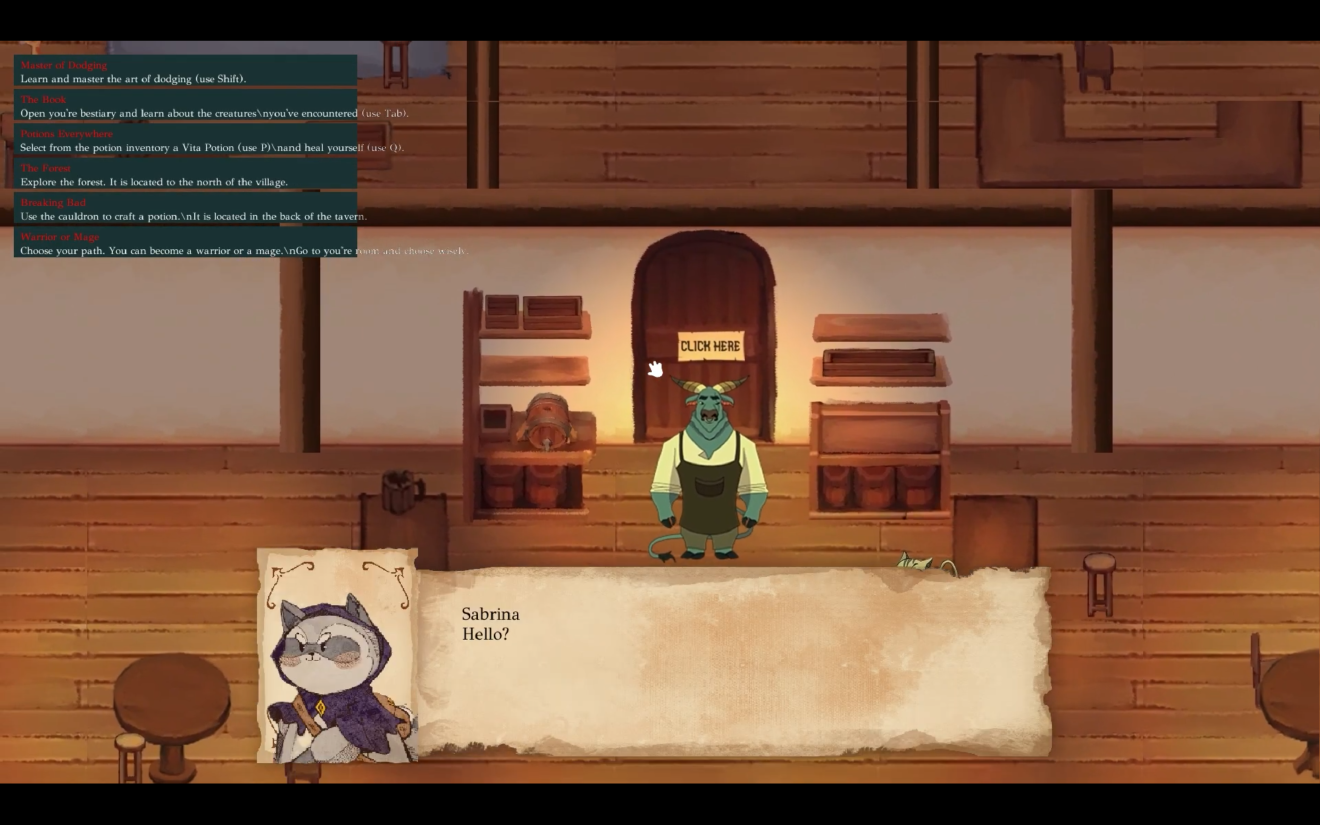 Master of Dodging
Learn and master the art of dodging (use Shift).
The Book
Open you're bestiary and learn about the creatures\nyou've encountered (use Tab).
Potions Everywhere
Select from the potion inventory a Vita Potion (use P)\nand heal yourself (use Q).
The Forest
Explore the forest. It is located to the north of the village.
Breaking Bad
Use the cauldron to craft a potion.\nIt is located in the back of the tavern.
Warrior or Mage
Choose your path. You can become a warrior or a mage.\nGo to you're room and choose wisely.
CLICK HERE
Sabrina
Hello?